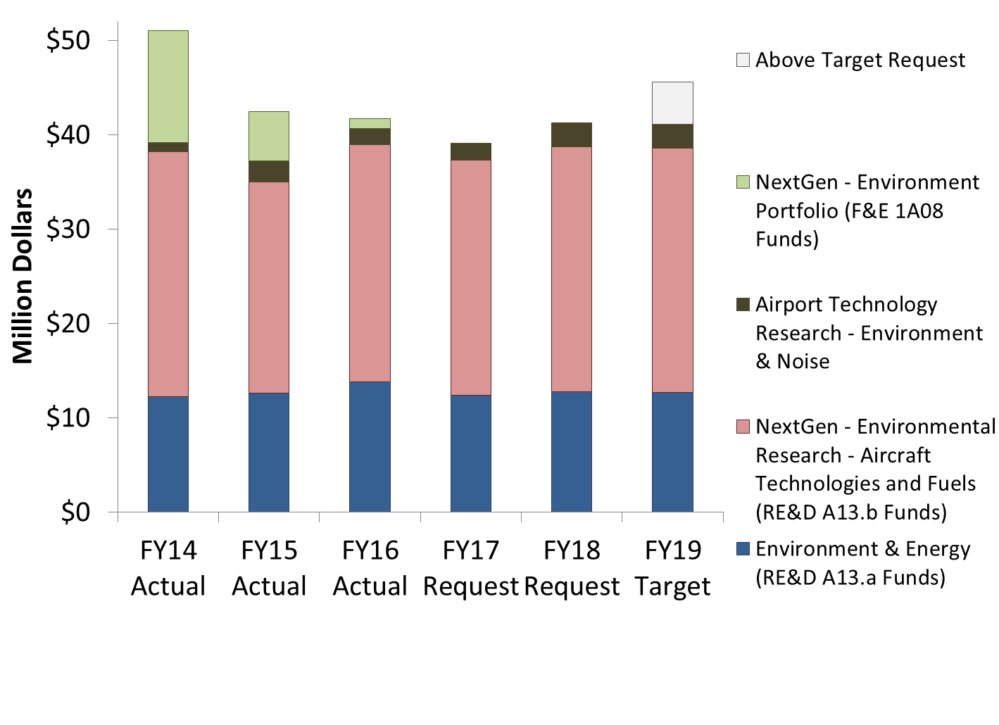 Million Dollars
$50
$40
$30
$20
$10
$0
FY14
Actual
FY15
Actual
FY16
Actual
FY17
Request
FY18
Request
FY19
Target
Above Target Request
NextGen - Environment
Portfolio (F&E 1A08
Funds)
Airport Technology
Research - Environment
& Noise
NextGen - Environmental
Research - Aircraft
Technologies and Fuels
(RE&D A13.b Funds)
Environment & Energy
(RE&D A13.a Funds)